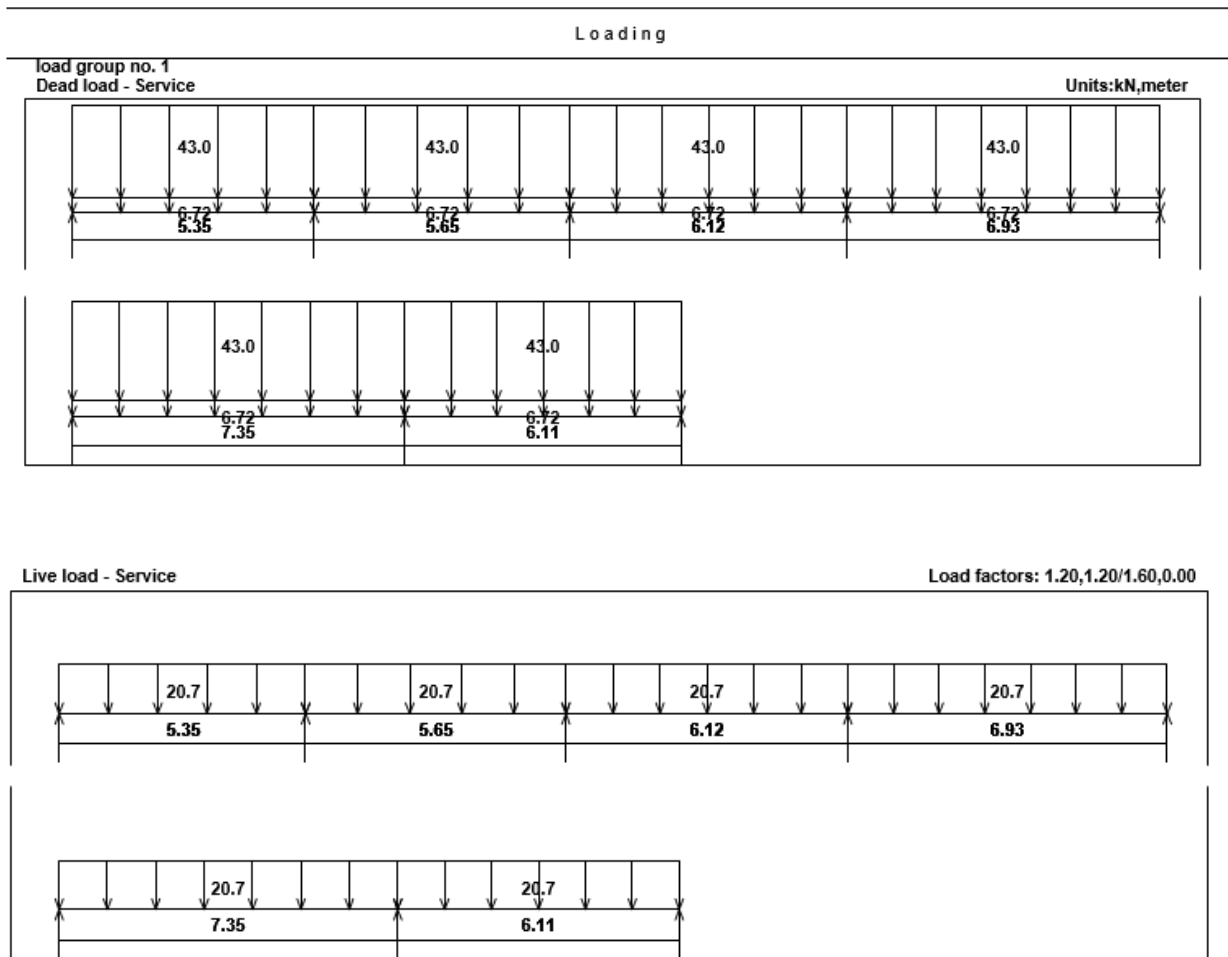 Loading
load group no. 1
Dead load - Service Units:kN,meter
43.0 43.0 43.0 43.0
6.72 6.72 6.72 6.72
5.35 5.65 6.12 6.93
43.0 43.0
6.72 6.72
7.35 6.11
Live load - Service Load factors: 1.20,1.20/1.60,0.00
20.7 20.7 20.7 20.7
5.35 5.65 6.12 6.93
20.7 20.7
7.35 6.11